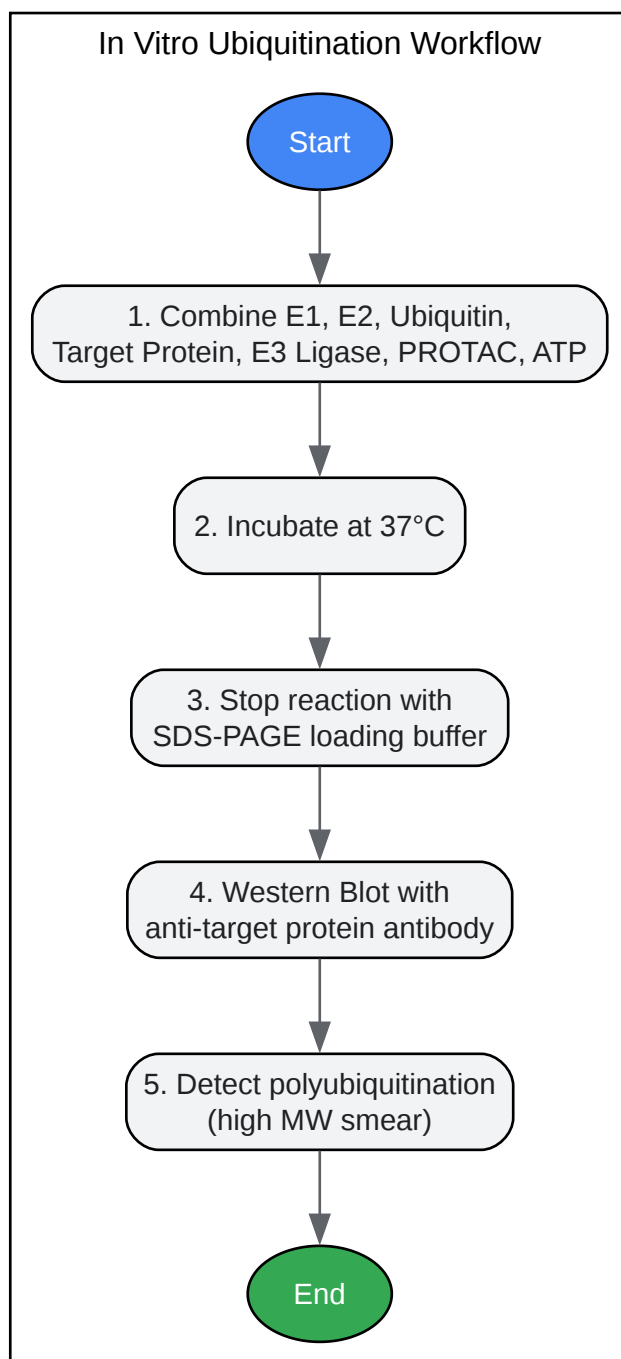 In Vitro Ubiquitination Workflow
Start
1. Combine E1, E2, Ubiquitin,
Target Protein, E3 Ligase, PROTAC, ATP
2. Incubate at 37°C
3. Stop reaction with
SDS-PAGE loading buffer
4. Western Blot with
anti-target protein antibody
5. Detect polyubiquitination
(high MW smear)
End